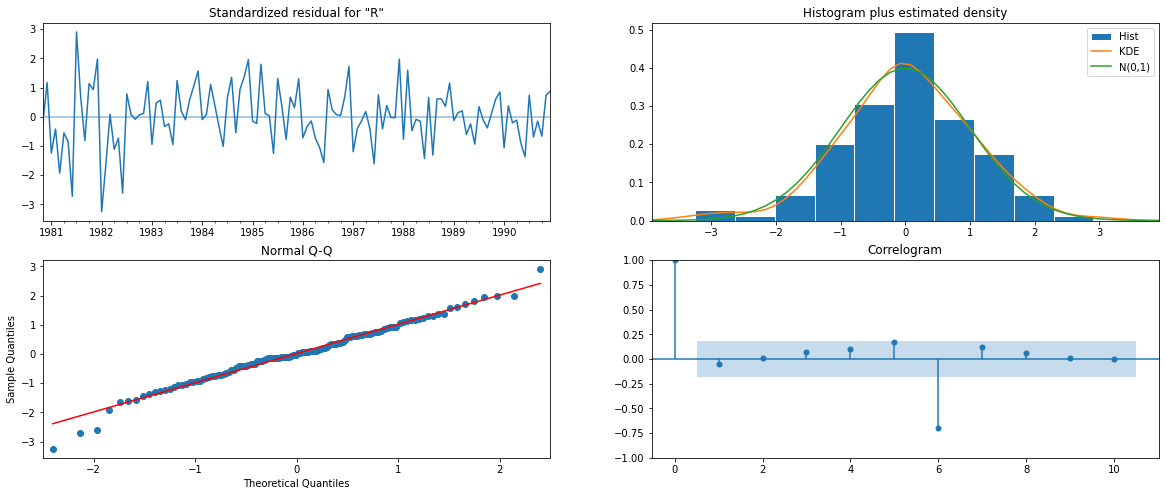 Standardized residual for "R"
3
2
1
0
−1
−2
−3
1981 1982 1983 1984 1985 1986 1987 1988 1989 1990
Histogram plus estimated density
0.5
0.4
0.3
0.2
0.1
0.0
−3 −2 −1 0 1 2 3
Hist
KDE
N(0,1)
Normal Q-Q
Sample Quantiles
3
2
1
0
−1
−2
−3
−2 −1 0 1 2
Theoretical Quantiles
Correlogram
1.00
0.75
0.50
0.25
0.00
−0.25
−0.50
−0.75
−1.00
0 2 4 6 8 10